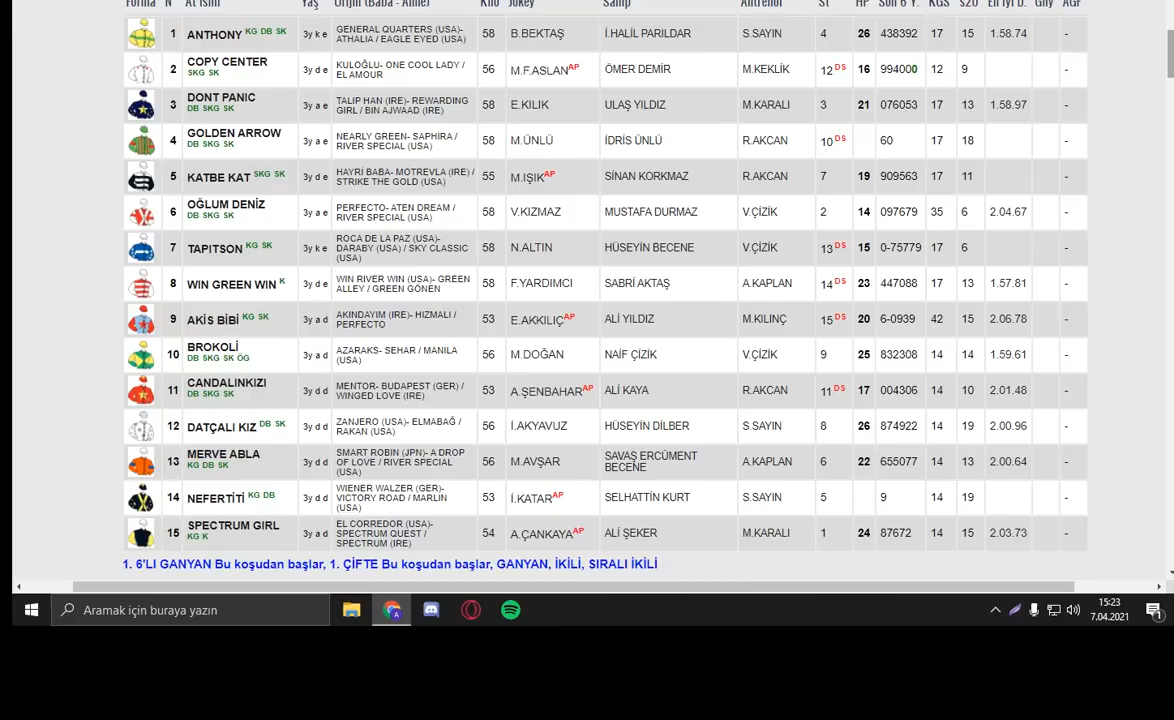 Forma N At İsmi Yaş Orijin (Baba - Anne) Kilo Jokey Sahip Antrenör St HP Son 6 Y. KGS s20 En İyi D. Gny AGF
1 ANTHONY KG DB SK 3y k e GENERAL QUARTERS (USA)- ATHALIA / EAGLE EYED (USA) 58 B.BEKTAŞ İ.HALİL PARILDAR S.SAYIN 4 26 438392 17 15 1.58.74 -
2 COPY CENTER SKG SK 3y d e KULOĞLU- ONE COOL LADY / EL AMOUR 56 M.F.ASLAN AP ÖMER DEMİR M.KEKLİK 12 DS 16 994000 12 9 -
3 DONT PANIC DB SKG SK 3y a e TALIP HAN (IRE)- REWARDING GIRL / BIN AJWAAD (IRE) 58 E.KILIK ULAŞ YILDIZ M.KARALI 3 21 076053 17 13 1.58.97 -
4 GOLDEN ARROW DB SKG SK 3y d e NEARLY GREEN- SAPHİRA / RIVER SPECIAL (USA) 58 M.ÜNLÜ İDRİS ÜNLÜ R.AKCAN 10 DS 60 17 18 -
5 KATBE KAT SKG SK 3y d e HAYRİ BABA- MOTREVLA (IRE) / STRIKE THE GOLD (USA) 55 M.IŞIK AP SİNAN KORKMAZ R.AKCAN 7 19 909563 17 11 -
6 OĞLUM DENİZ DB SKG SK 3y a e PERFECTO- ATEN DREAM / RIVER SPECIAL (USA) 58 V.KIZMAZ MUSTAFA DURMAZ V.ÇİZİK 2 14 097679 35 6 2.04.67 -
7 TAPITSON KG SK 3y k e ROCA DE LA PAZ (USA)- DARABY (USA) / SKY CLASSIC (USA) 58 N.ALTIN HÜSEYİN BECENE V.ÇİZİK 13 DS 15 0-75779 17 6 -
8 WIN GREEN WIN K 3y d e WIN RIVER WIN (USA)- GREEN ALLEY / GREEN GÖNEN 58 F.YARDIMCI SABRİ AKTAŞ A.KAPLAN 14 DS 23 447088 17 13 1.57.81 -
9 AKİS BİBİ KG SK 3y a d AKINDAYIM (IRE)- HIZMALI / PERFECTO 53 E.AKKILIÇ AP ALİ YILDIZ M.KILINÇ 15 DS 20 6-0939 42 15 2.06.78 -
10 BROKOLİ DB SKG SK ÖG 3y a d AZARAKS- SEHAR / MANILA (USA) 56 M.DOĞAN NAİF ÇİZİK V.ÇİZİK 9 25 832308 14 14 1.59.61 -
11 CANDALINKIZI DB SKG SK 3y a d MENTOR- BUDAPEST (GER) / WINGED LOVE (IRE) 53 A.ŞENBAHAR AP ALİ KAYA R.AKCAN 11 DS 17 004306 14 10 2.01.48 -
12 DATÇALI KIZ DB SK 3y d d ZANJERO (USA)- ELMABAĞ / RAKAN (USA) 56 İ.AKYAVUZ HÜSEYİN DİLBER S.SAYIN 8 26 874922 14 19 2.00.96 -
13 MERVE ABLA KG DB SK 3y d d SMART ROBIN (JPN)- A DROP OF LOVE / RIVER SPECIAL (USA) 56 M.AVŞAR SAVAŞ ERCÜMENT BECENE A.KAPLAN 6 22 655077 14 13 2.00.64 -
14 NEFERTİTİ KG DB 3y d d WIENER WALZER (GER)- VICTORY ROAD / MARLIN (USA) 53 İ.KATAR AP SELHATTİN KURT S.SAYIN 5 9 14 19 -
15 SPECTRUM GIRL KG K 3y a d EL CORREDOR (USA)- SPECTRUM QUEST / SPECTRUM (IRE) 54 A.ÇANKAYA AP ALİ ŞEKER M.KARALI 1 24 87672 14 15 2.03.73 -
1. 6'LI GANYAN Bu koşudan başlar, 1. ÇİFTE Bu koşudan başlar, GANYAN, İKİLİ, SIRALI İKİLİ
Aramak için buraya yazın
15:23
7.04.2021
1